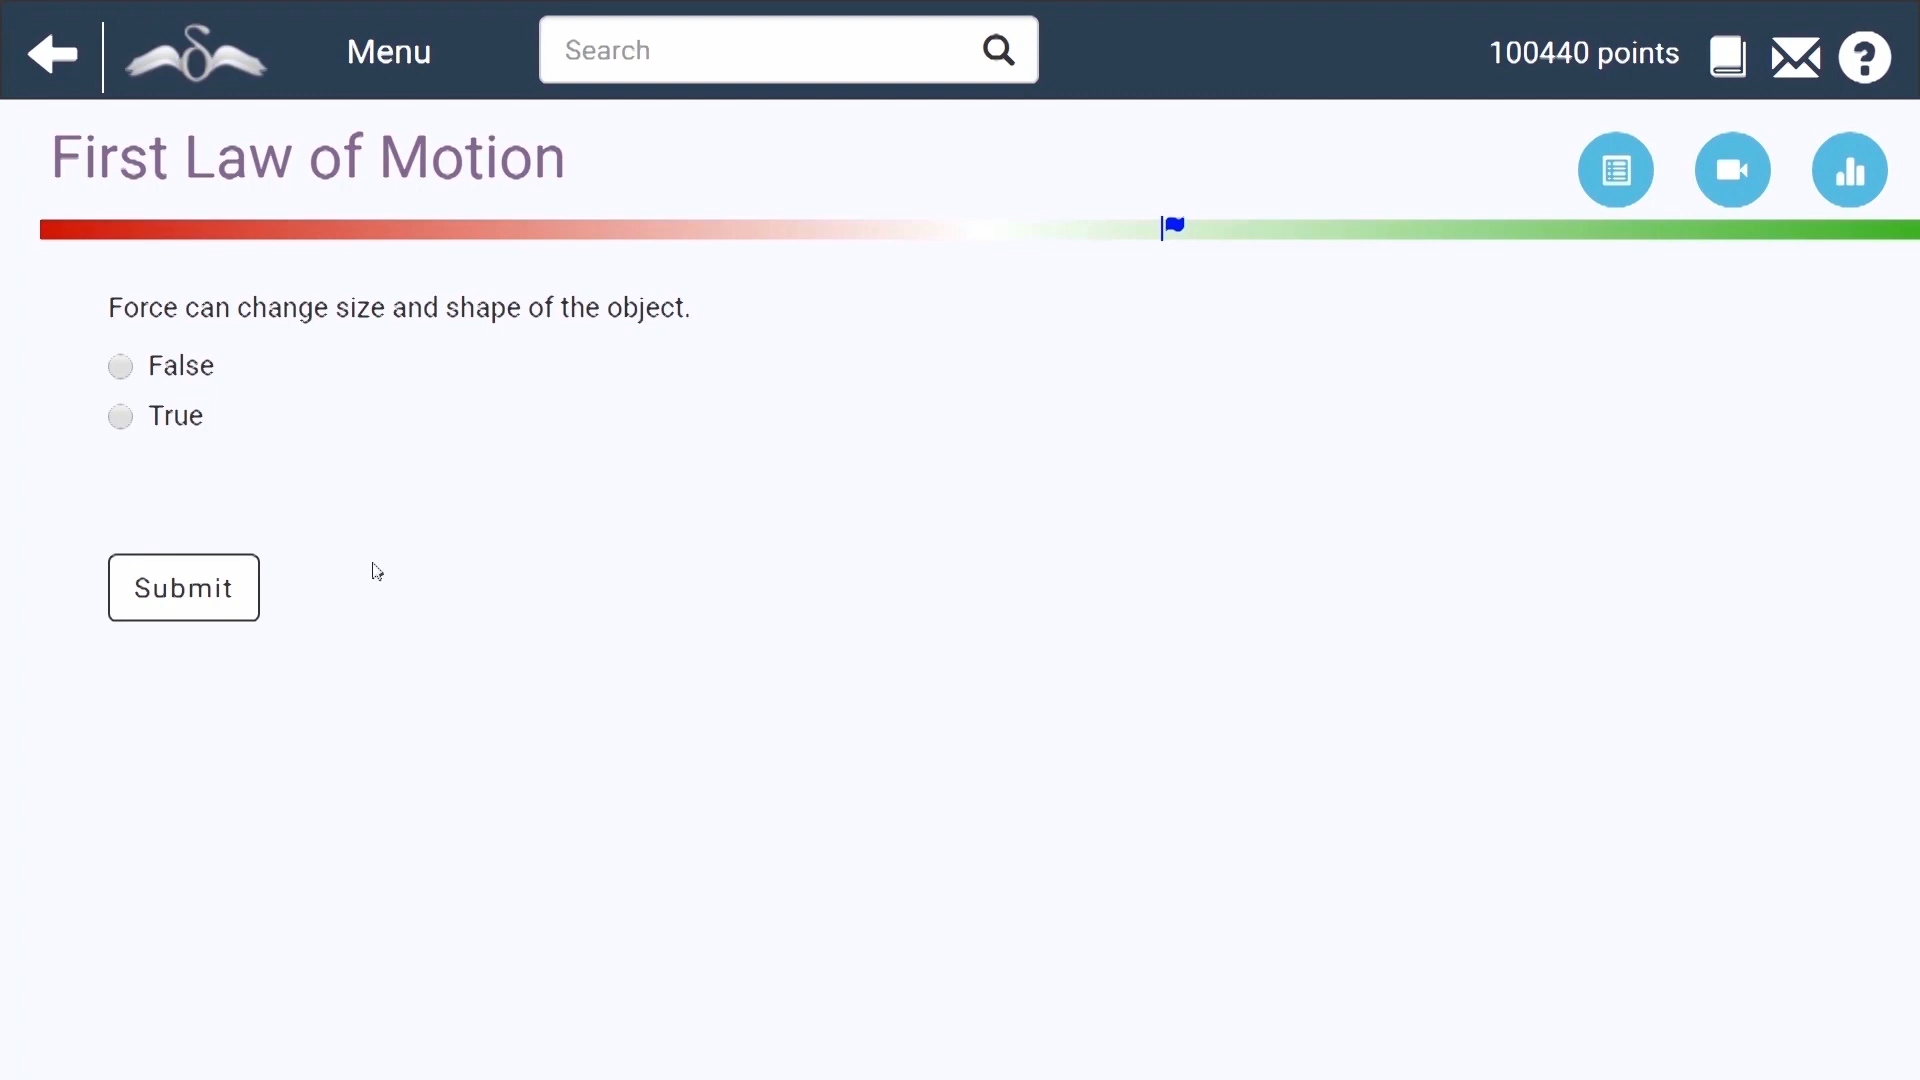 Menu
Search
100440 points
?
First Law of Motion
Force can change size and shape of the object.
False
True
Submit